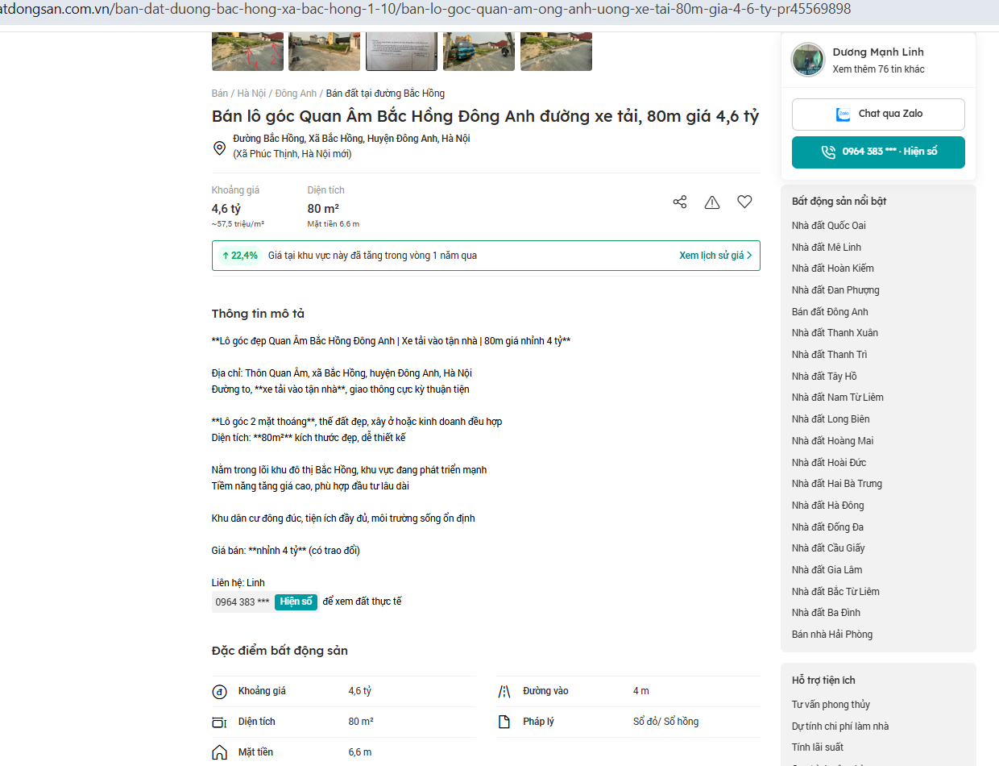 atdongsan.com.vn/ban-dat-duong-bac-hong-xa-bac-hong-1-10/ban-lo-goc-quan-am-ong-anh-uong-xe-tai-80m-gia-4-6-ty-pr45569898
Bán / Hà Nội / Đông Anh / Bán đất tại đường Bắc Hồng
Bán lô góc Quan Âm Bắc Hồng Đông Anh đường xe tải, 80m giá 4,6 tỷ
Đường Bắc Hồng, Xã Bắc Hồng, Huyện Đông Anh, Hà Nội
(Xã Phúc Thịnh, Hà Nội mới)
Khoảng giá
Diện tích
4,6 tỷ
80 m²
~57,5 triệu/m²
Mặt tiền 6.6 m
22,4% Giá tại khu vực này đã tăng trong vòng 1 năm qua
Xem lịch sử giá
Thông tin mô tả
**Lô góc đẹp Quan Âm Bắc Hồng Đông Anh | Xe tải vào tận nhà | 80m giá nhỉnh 4 tỷ**
Địa chỉ: Thôn Quan Âm, xã Bắc Hồng, huyện Đông Anh, Hà Nội
Đường to, **xe tải vào tận nhà**, giao thông cực kỳ thuận tiện
**Lô góc 2 mặt thoáng**, thế đất đẹp, xây ở hoặc kinh doanh đều hợp
Diện tích: **80m²** kích thước đẹp, dễ thiết kế
Nằm trong lõi khu đô thị Bắc Hồng, khu vực đang phát triển mạnh
Tiềm năng tăng giá cao, phù hợp đầu tư lâu dài
Khu dân cư đông đúc, tiện ích đầy đủ, môi trường sống ổn định
Giá bán: **nhỉnh 4 tỷ** (có trao đổi)
Liên hệ: Linh
0964 383 *** Hiện số để xem đất thực tế
Đặc điểm bất động sản
Khoảng giá 4,6 tỷ
Đường vào 4 m
Diện tích 80 m²
Pháp lý Sổ đỏ/ Sổ hồng
Mặt tiền 6,6 m
Dương Mạnh Linh
Xem thêm 76 tin khác
Zalo Chat qua Zalo
0964 383 *** · Hiện số
Bất động sản nổi bật
Nhà đất Quốc Oai
Nhà đất Mê Linh
Nhà đất Hoàn Kiếm
Nhà đất Đan Phượng
Bán đất Đông Anh
Nhà đất Thanh Xuân
Nhà đất Thanh Trì
Nhà đất Tây Hồ
Nhà đất Nam Từ Liêm
Nhà đất Long Biên
Nhà đất Hoàng Mai
Nhà đất Hoài Đức
Nhà đất Hai Bà Trưng
Nhà đất Hà Đông
Nhà đất Đống Đa
Nhà đất Cầu Giấy
Nhà đất Gia Lâm
Nhà đất Bắc Từ Liêm
Nhà đất Ba Đình
Bán nhà Hải Phòng
Hỗ trợ tiện ích
Tư vấn phong thủy
Dự tính chi phí làm nhà
Tính lãi suất